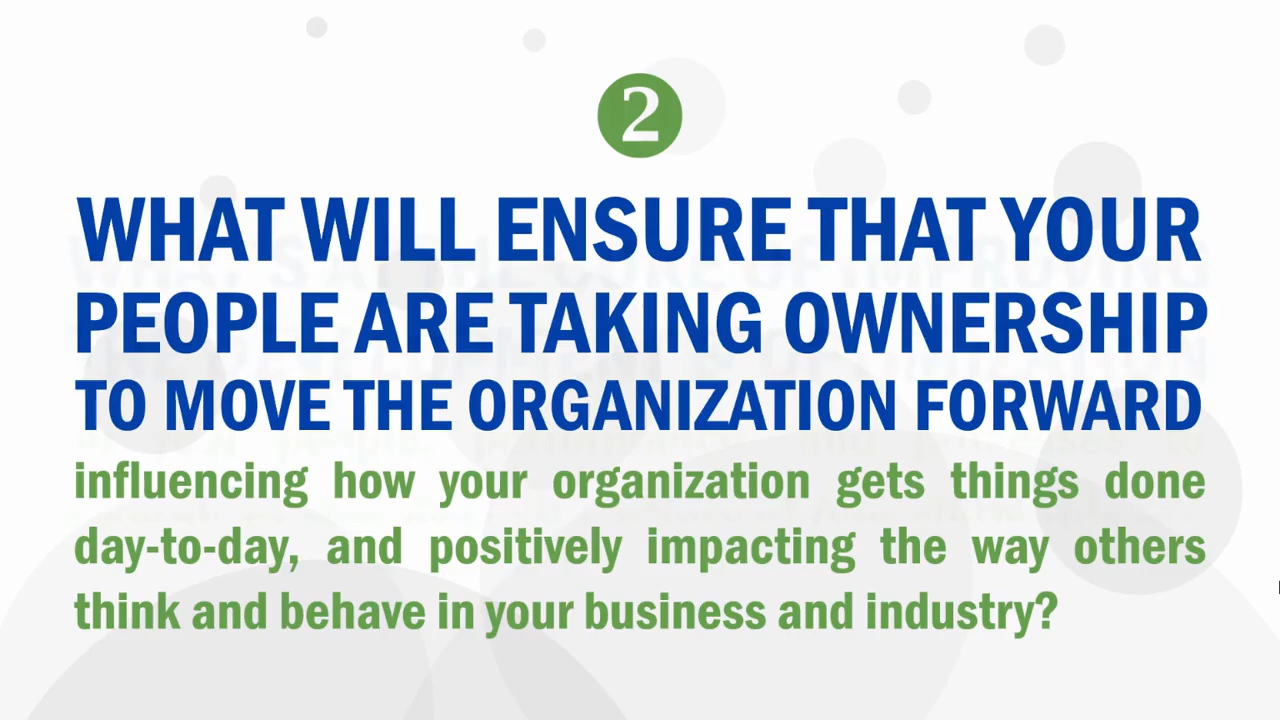 2
WHAT WILL ENSURE THAT YOUR
PEOPLE ARE TAKING OWNERSHIP
TO MOVE THE ORGANIZATION FORWARD
influencing how your organization gets things done
day-to-day, and positively impacting the way others
think and behave in your business and industry?